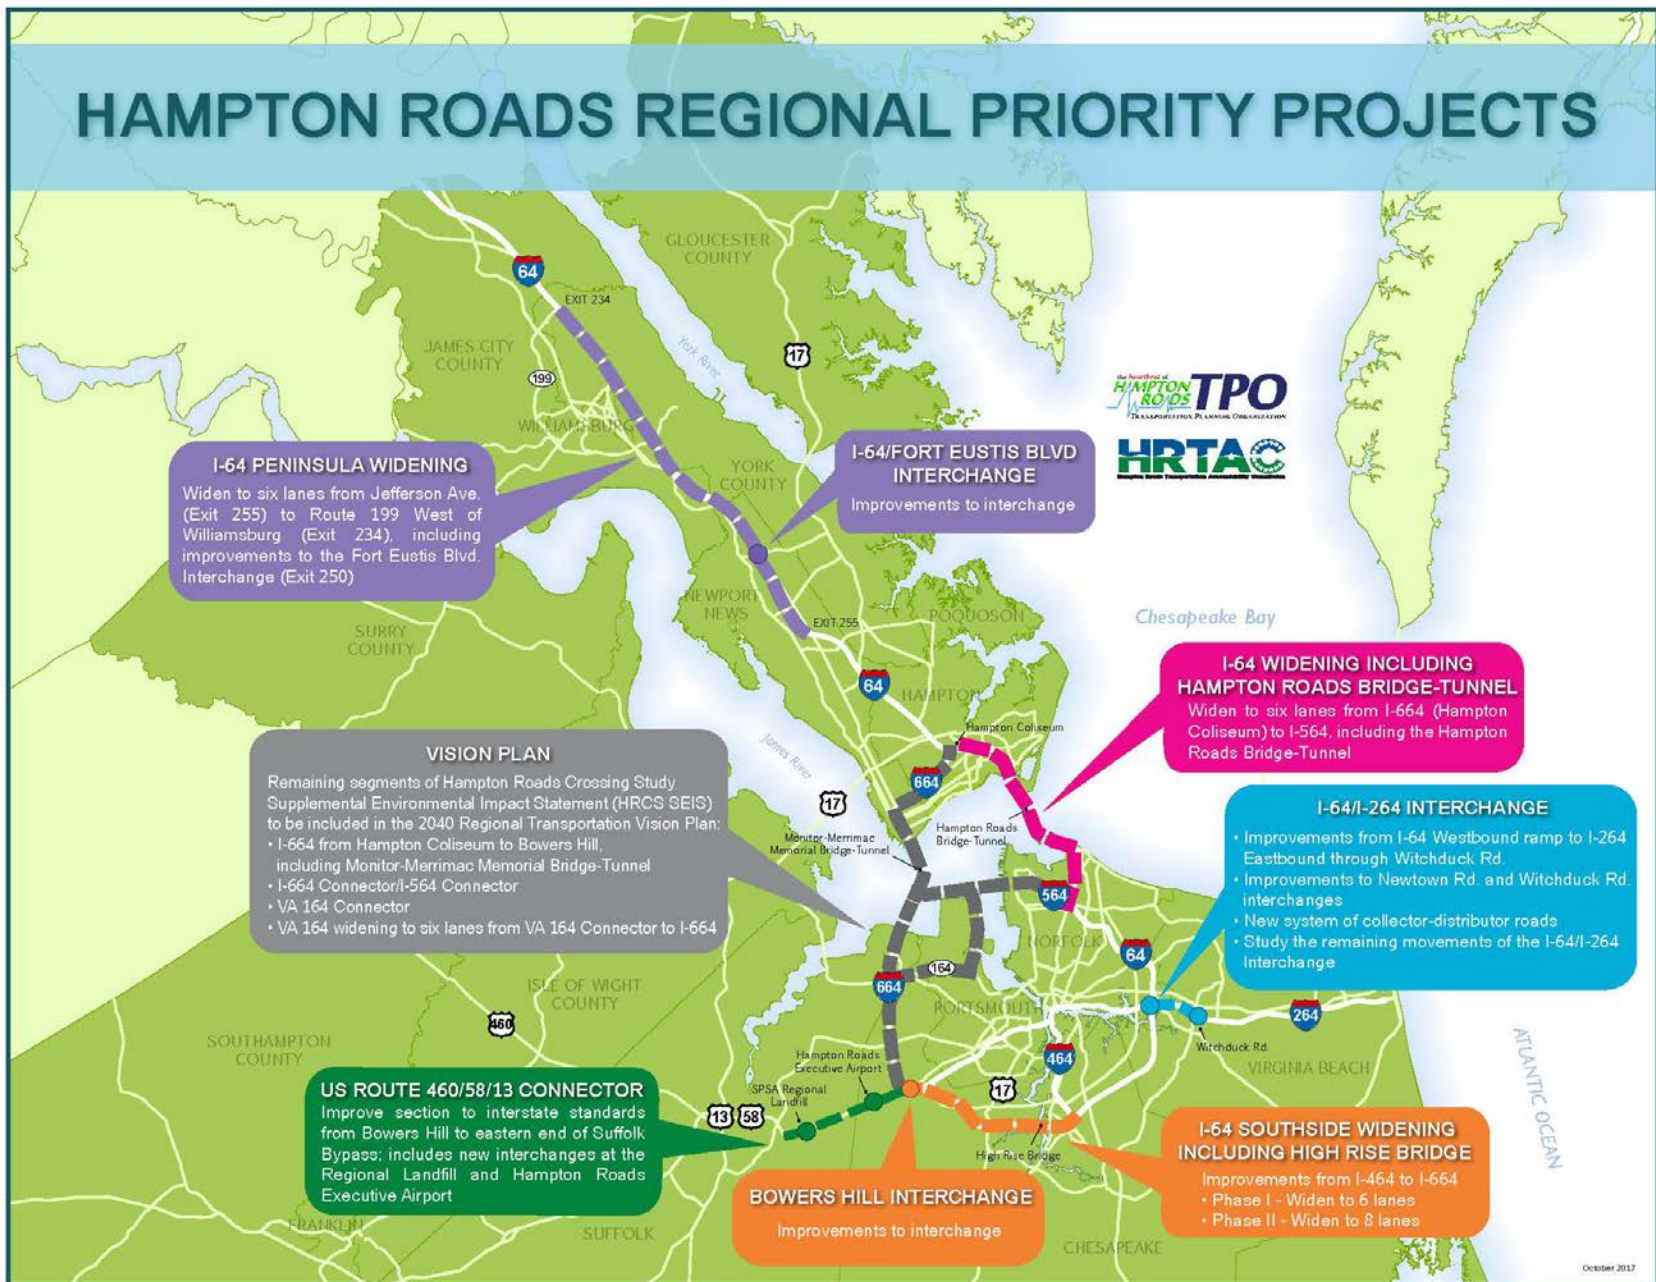 HAMPTON ROADS REGIONAL PRIORITY PROJECTS
GLOUCESTER
COUNTY
64
EXIT 234
JAMES CITY
COUNTY
York River
17
199
the heartbeat of
HAMPTON
ROADS
TPO
TRANSPORTATION PLANNING ORGANIZATION
HRTAC
Hampton Roads Transportation Accountability Commission
WILLIAMSBURG
I-64 PENINSULA WIDENING
Widen to six lanes from Jefferson Ave.
(Exit 255) to Route 199 West of
Williamsburg (Exit 234), including
improvements to the Fort Eustis Blvd.
Interchange (Exit 250)
YORK
COUNTY
I-64/FORT EUSTIS BLVD
INTERCHANGE
Improvements to interchange
NEWPORT
NEWS
EXIT 255
POQUOSON
Chesapeake Bay
SURRY
COUNTY
64
HAMPTON
Hampton Coliseum
I-64 WIDENING INCLUDING
HAMPTON ROADS BRIDGE-TUNNEL
Widen to six lanes from I-664 (Hampton
Coliseum) to I-564, including the Hampton
Roads Bridge-Tunnel
James River
664
17
VISION PLAN
Remaining segments of Hampton Roads Crossing Study
Supplemental Environmental Impact Statement (HRCS SEIS)
to be included in the 2040 Regional Transportation Vision Plan:
• I-664 from Hampton Coliseum to Bowers Hill,
including Monitor-Merrimac Memorial Bridge-Tunnel
• I-664 Connector/I-564 Connector
• VA 164 Connector
• VA 164 widening to six lanes from VA 164 Connector to I-664
Monitor-Merrimac
Memorial Bridge-Tunnel
Hampton Roads
Bridge-Tunnel
I-64/I-264 INTERCHANGE
• Improvements from I-64 Westbound ramp to I-264
Eastbound through Witchduck Rd.
• Improvements to Newtown Rd. and Witchduck Rd.
interchanges
• New system of collector-distributor roads
• Study the remaining movements of the I-64/I-264
Interchange
564
NORFOLK
64
164
664
ISLE OF WIGHT
COUNTY
PORTSMOUTH
264
460
Witchduck Rd.
SOUTHAMPTON
COUNTY
464
VIRGINIA BEACH
ATLANTIC OCEAN
Hampton Roads
Executive Airport
SPSA Regional
Landfill
17
13
58
US ROUTE 460/58/13 CONNECTOR
Improve section to interstate standards
from Bowers Hill to eastern end of Suffolk
Bypass; includes new interchanges at the
Regional Landfill and Hampton Roads
Executive Airport
High Rise Bridge
I-64 SOUTHSIDE WIDENING
INCLUDING HIGH RISE BRIDGE
Improvements from I-464 to I-664
• Phase I - Widen to 6 lanes
• Phase II - Widen to 8 lanes
BOWERS HILL INTERCHANGE
Improvements to interchange
FRANKLIN
SUFFOLK
CHESAPEAKE
October 2017